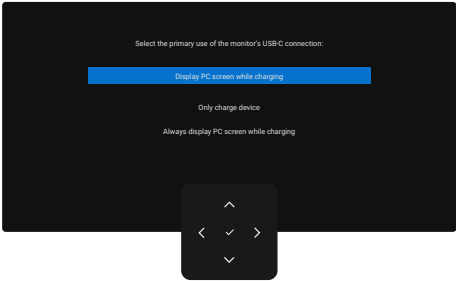 Select the primary use of the monitor's USB-C connection:
Display PC screen while charging
Only charge device
Always display PC screen while charging